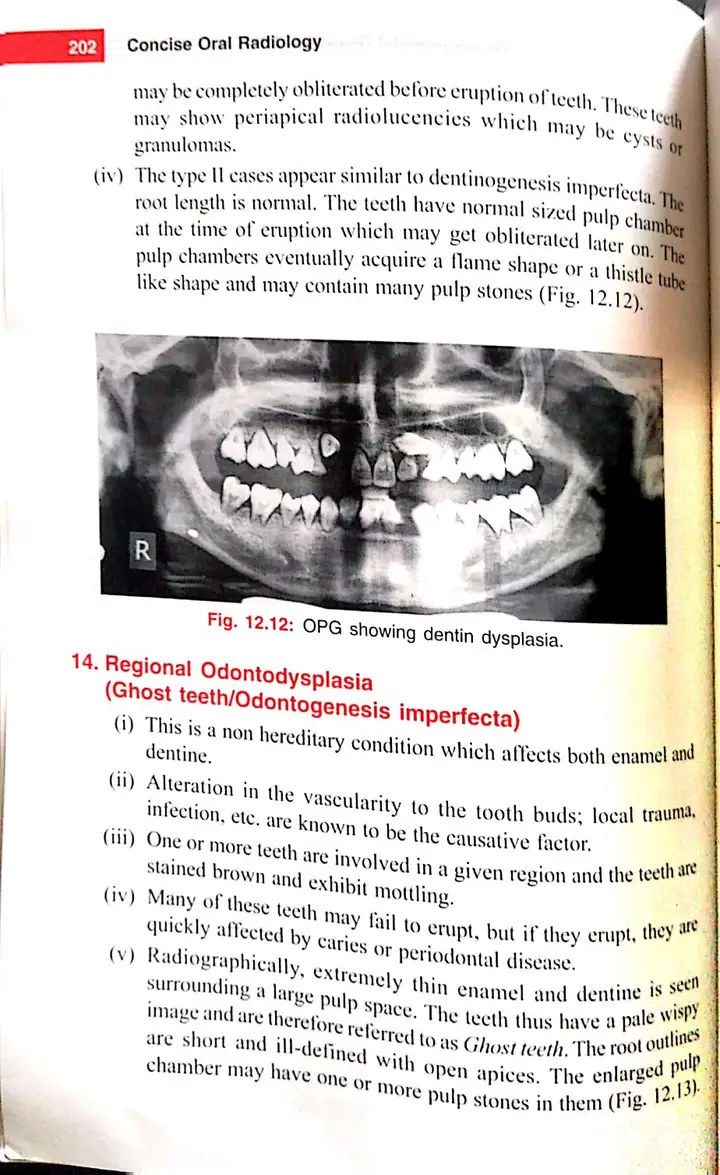 202 Concise Oral Radiology
may be completely obliterated before eruption of teeth. These teeth
may show periapical radiolucencies which may be cysts or
granulomas.
(iv) The type II cases appear similar to dentinogenesis imperfecta. The
root length is normal. The teeth have normal sized pulp chamber
at the time of eruption which may get obliterated later on. The
pulp chambers eventually acquire a flame shape or a thistle tube
like shape and may contain many pulp stones (Fig. 12.12).
R
Fig. 12.12: OPG showing dentin dysplasia.
14. Regional Odontodysplasia
(Ghost teeth/Odontogenesis imperfecta)
(i) This is a non hereditary condition which affects both enamel and
dentine.
(ii) Alteration in the vascularity to the tooth buds; local trauma,
infection, etc. are known to be the causative factor.
(iii) One or more teeth are involved in a given region and the teeth are
stained brown and exhibit mottling.
(iv) Many of these teeth may fail to erupt, but if they erupt, they are
quickly affected by caries or periodontal disease.
(v) Radiographically, extremely thin enamel and dentine is seen
surrounding a large pulp space. The teeth thus have a pale wispy
image and are therefore referred to as Ghost teeth. The root outlines
are short and ill-defined with open apices. The enlarged pulp
chamber may have one or more pulp stones in them (Fig. 12.13).